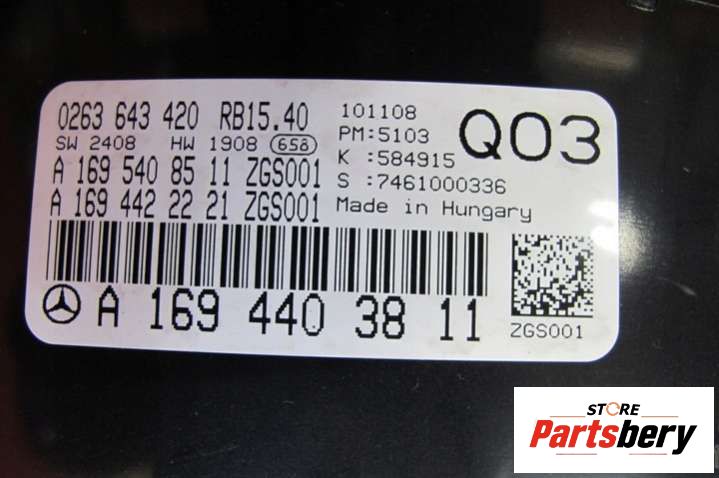 0263 643 420 RB15.40
SW 2408 HW 1908 658
A 169 540 85 11 ZGS001
A 169 442 22 21 ZGS001
101108
PM:5103
K :584915
S :7461000336
Made in Hungary
Q03
A 169 440 38 11
ZGS001
STORE
Partsbery